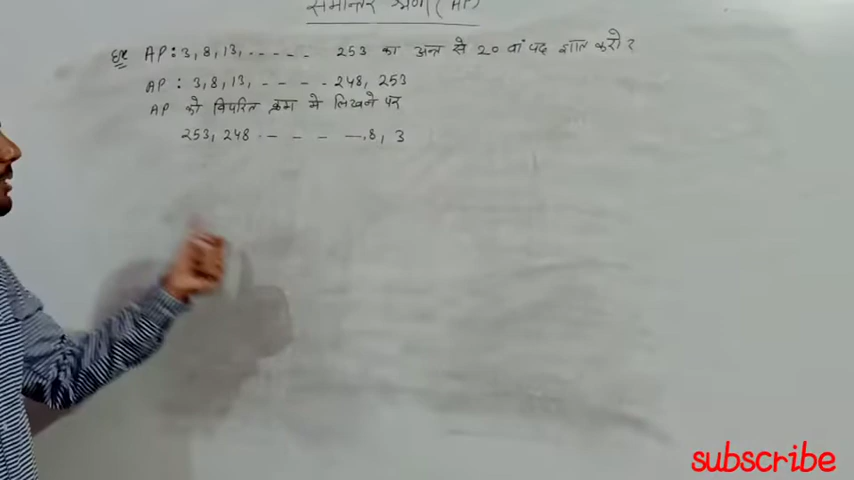 समान्तर श्रेणी (AP)
प्रश्न AP: 3, 8, 13, ...... 253 का अन्त से 20 वां पद ज्ञात करो ?
AP : 3, 8, 13, - - - - 248, 253
AP को विपरित क्रम मे लिखने पर
253, 248 - - - - - .8, 3
subscribe